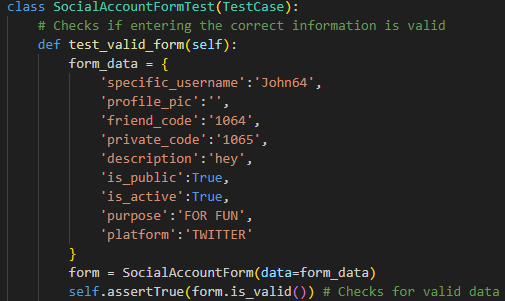 class SocialAccountFormTest(TestCase):
# Checks if entering the correct information is valid
def test_valid_form(self):
form_data = {
'specific_username':'John64',
'profile_pic':'',
'friend_code':'1064',
'private_code':'1065',
'description':'hey',
'is_public':True,
'is_active':True,
'purpose':'FOR FUN',
'platform':'TWITTER'
}
form = SocialAccountForm(data=form_data)
self.assertTrue(form.is_valid()) # Checks for valid data